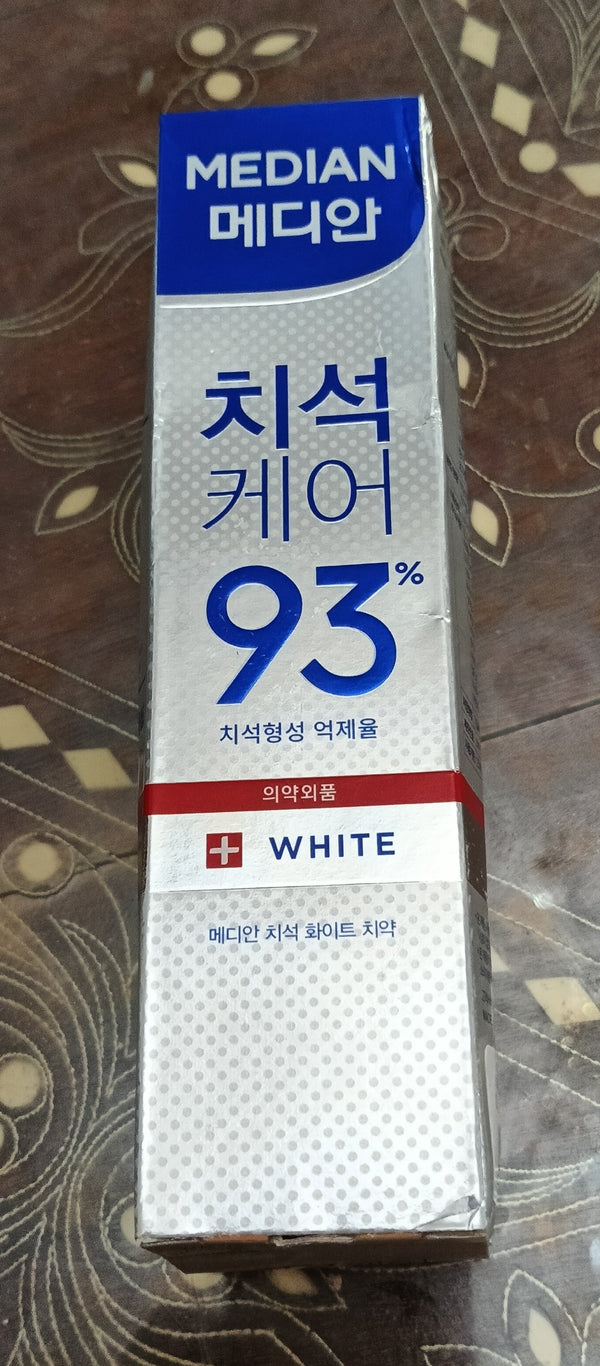 MEDIAN
메디안
치석
케어
93%
치석형성 억제율
의약외품
WHITE
메디안 치석 화이트 치약